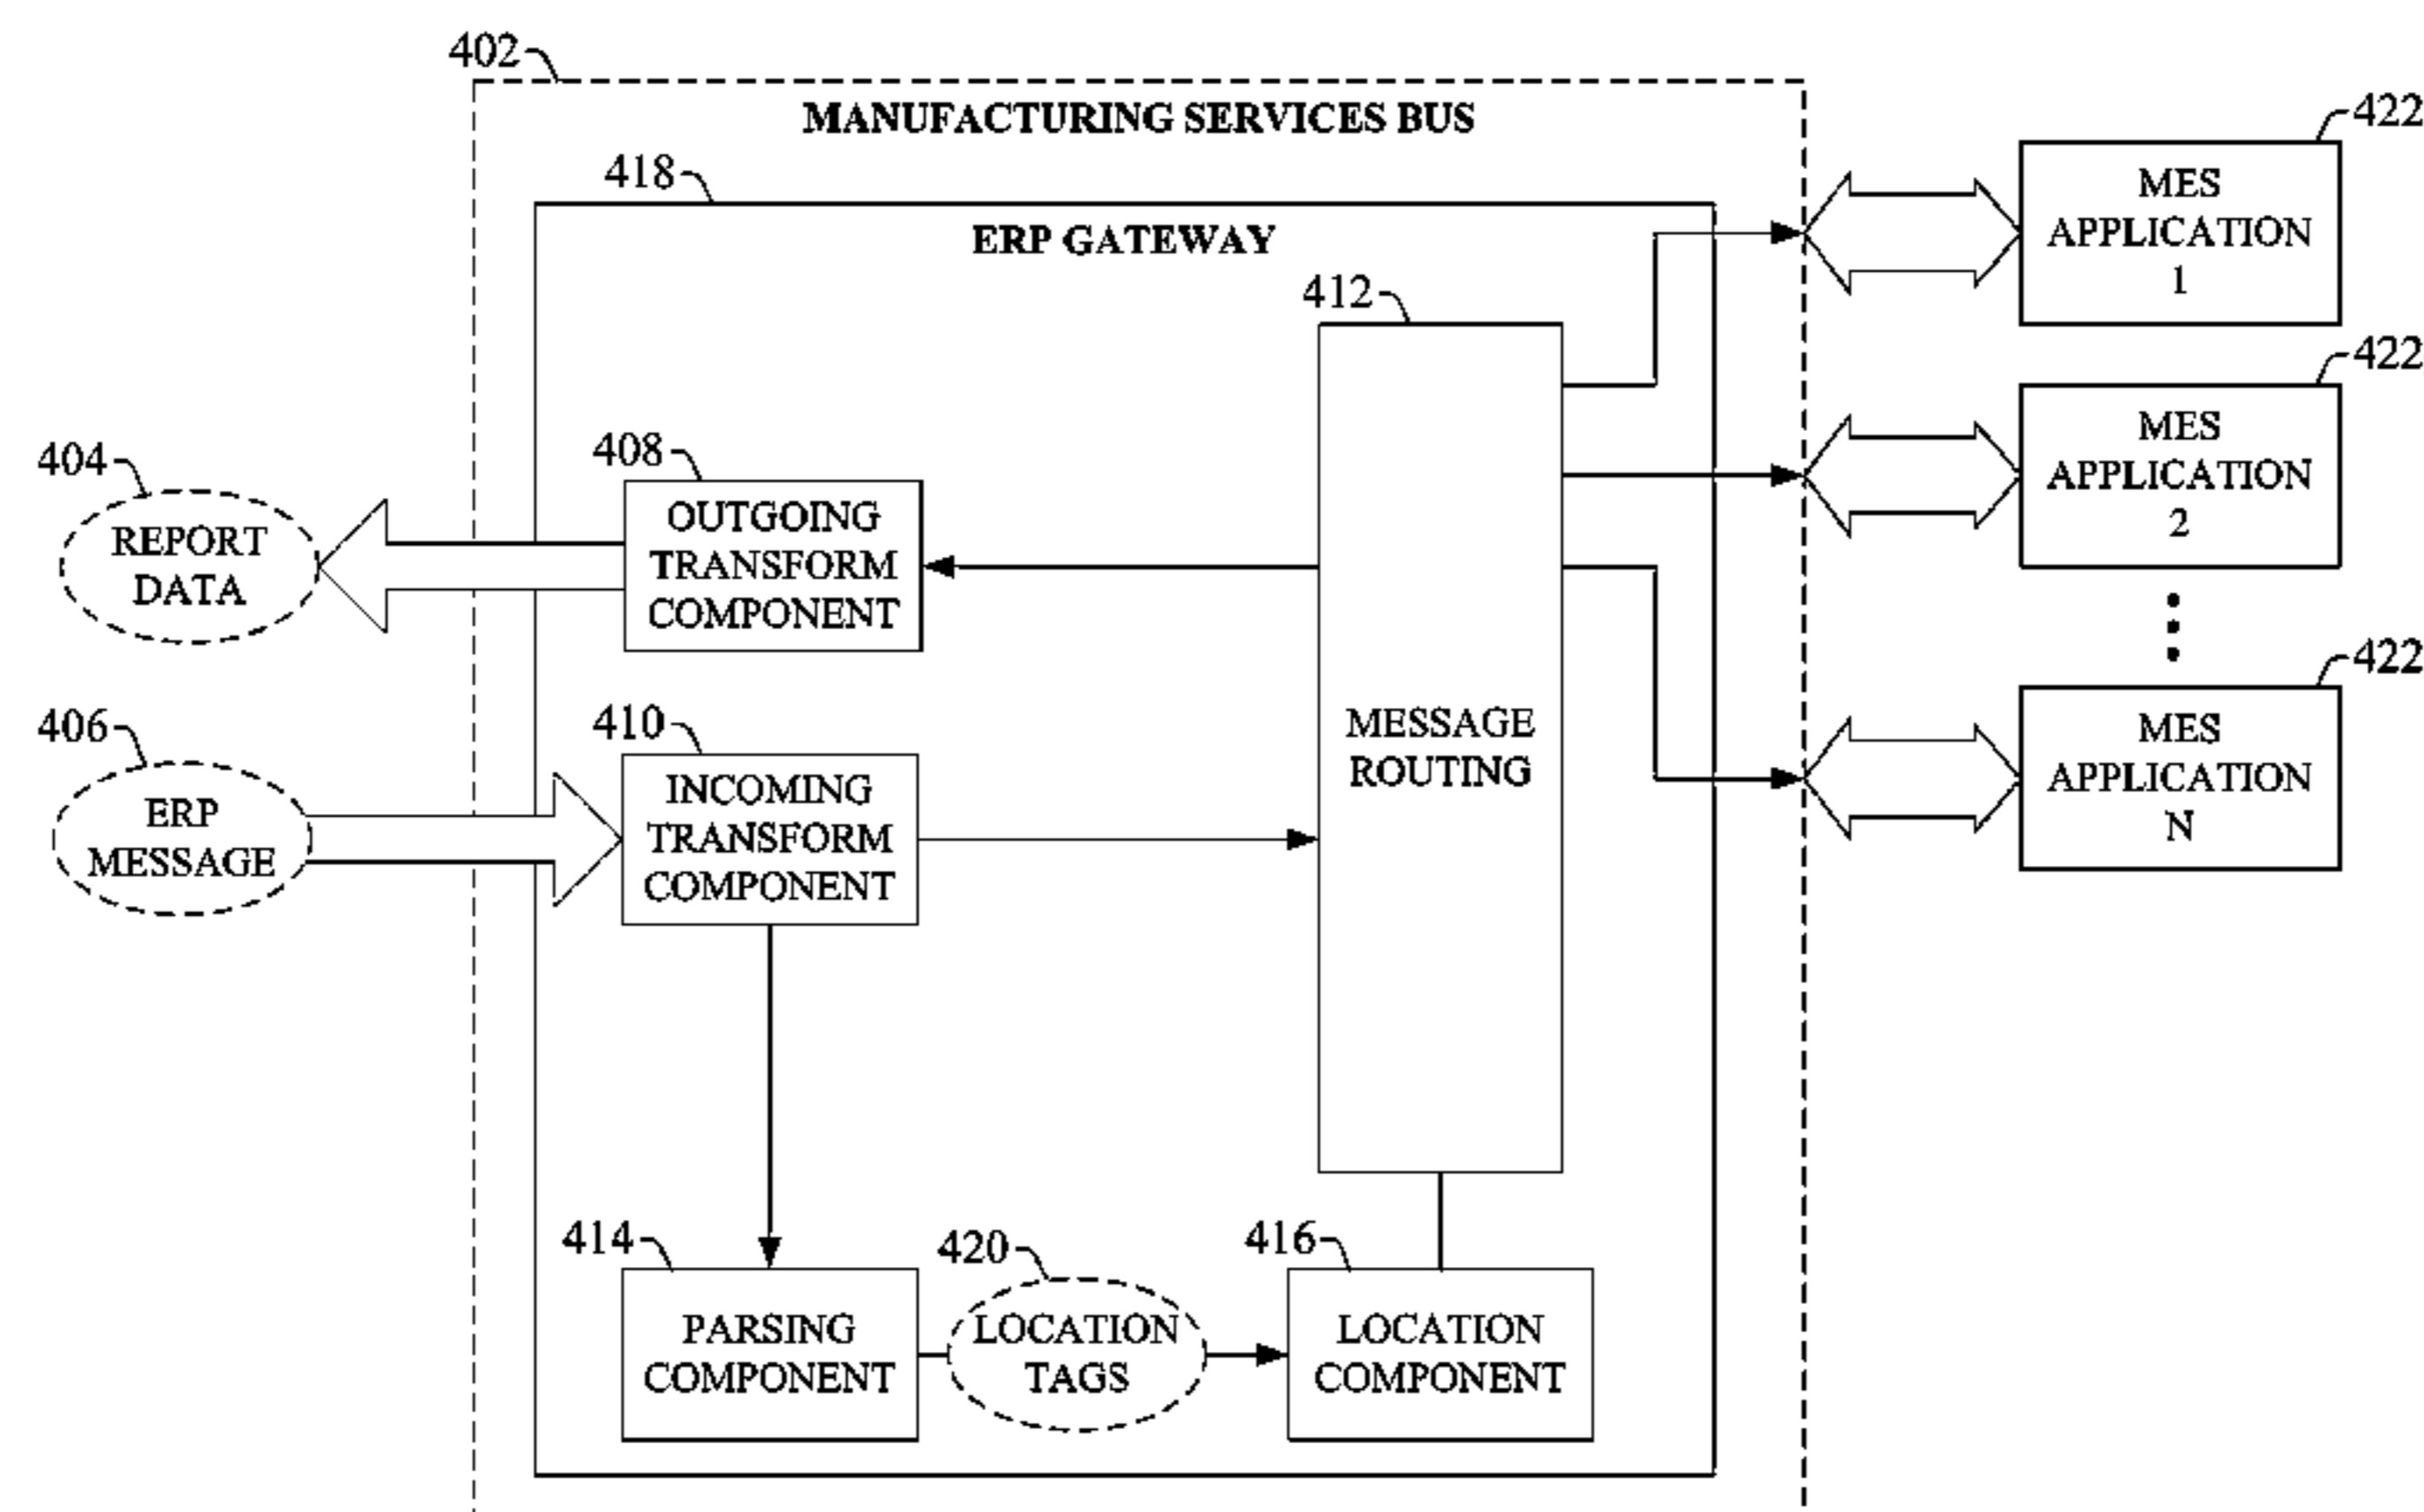 402
MANUFACTURING SERVICES BUS
422
418
ERP GATEWAY
MES
APPLICATION
1
412
422
MES
APPLICATION
2
404
REPORT
DATA
408
OUTGOING
TRANSFORM
COMPONENT
422
MES
APPLICATION
N
406
ERP
MESSAGE
410
INCOMING
TRANSFORM
COMPONENT
MESSAGE
ROUTING
414
PARSING
COMPONENT
420
LOCATION
TAGS
416
LOCATION
COMPONENT